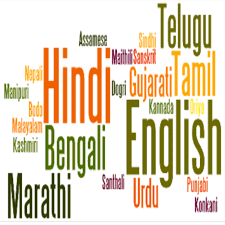 Telugu
Assamese
Sindhi
Maithili Sanskrit
Hindi
Tamil
Nepali
Gujarati
Manipuri
Dogri
Bodo
Kannada
Oriya
Malayalam
English
Kashmiri
Bengali
Marathi
Santhali
Urdu
Punjabi
Konkani